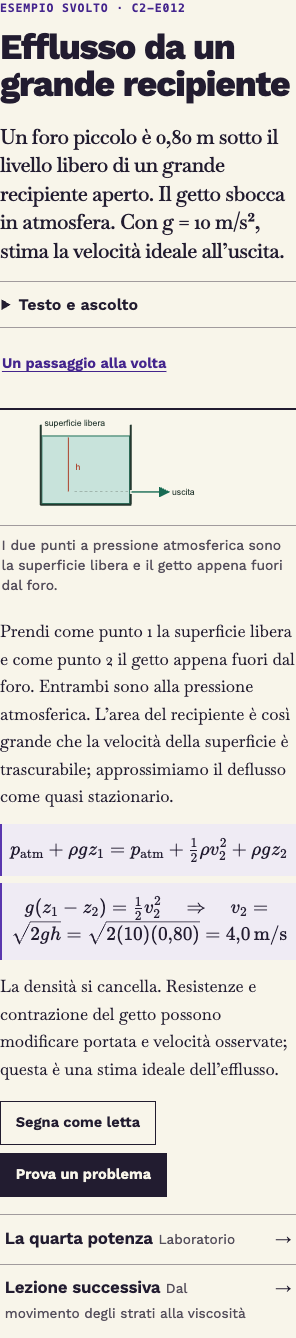 ESEMPIO SVOLTO · C2–E012
Efflusso da un
grande recipiente
Un foro piccolo è 0,80 m sotto il
livello libero di un grande
recipiente aperto. Il getto sbocca
in atmosfera. Con g = 10 m/s²,
stima la velocità ideale all’uscita.
▶ Testo e ascolto
Un passaggio alla volta
superficie libera
h
uscita
I due punti a pressione atmosferica sono
la superficie libera e il getto appena fuori
dal foro.
Prendi come punto 1 la superficie libera
e come punto 2 il getto appena fuori dal
foro. Entrambi sono alla pressione
atmosferica. L’area del recipiente è così
grande che la velocità della superficie è
trascurabile; approssimiamo il deflusso
come quasi stazionario.
p_atm + ρgz₁ = p_atm + ½ρv₂² + ρgz₂
g(z₁ − z₂) = ½v₂² ⇒ v₂ =
√2gh = √2(10)(0,80) = 4,0 m/s
La densità si cancella. Resistenze e
contrazione del getto possono
modificare portata e velocità osservate;
questa è una stima ideale dell’efflusso.
Segna come letta
Prova un problema
La quarta potenza Laboratorio →
Lezione successiva Dal →
movimento degli strati alla viscosità